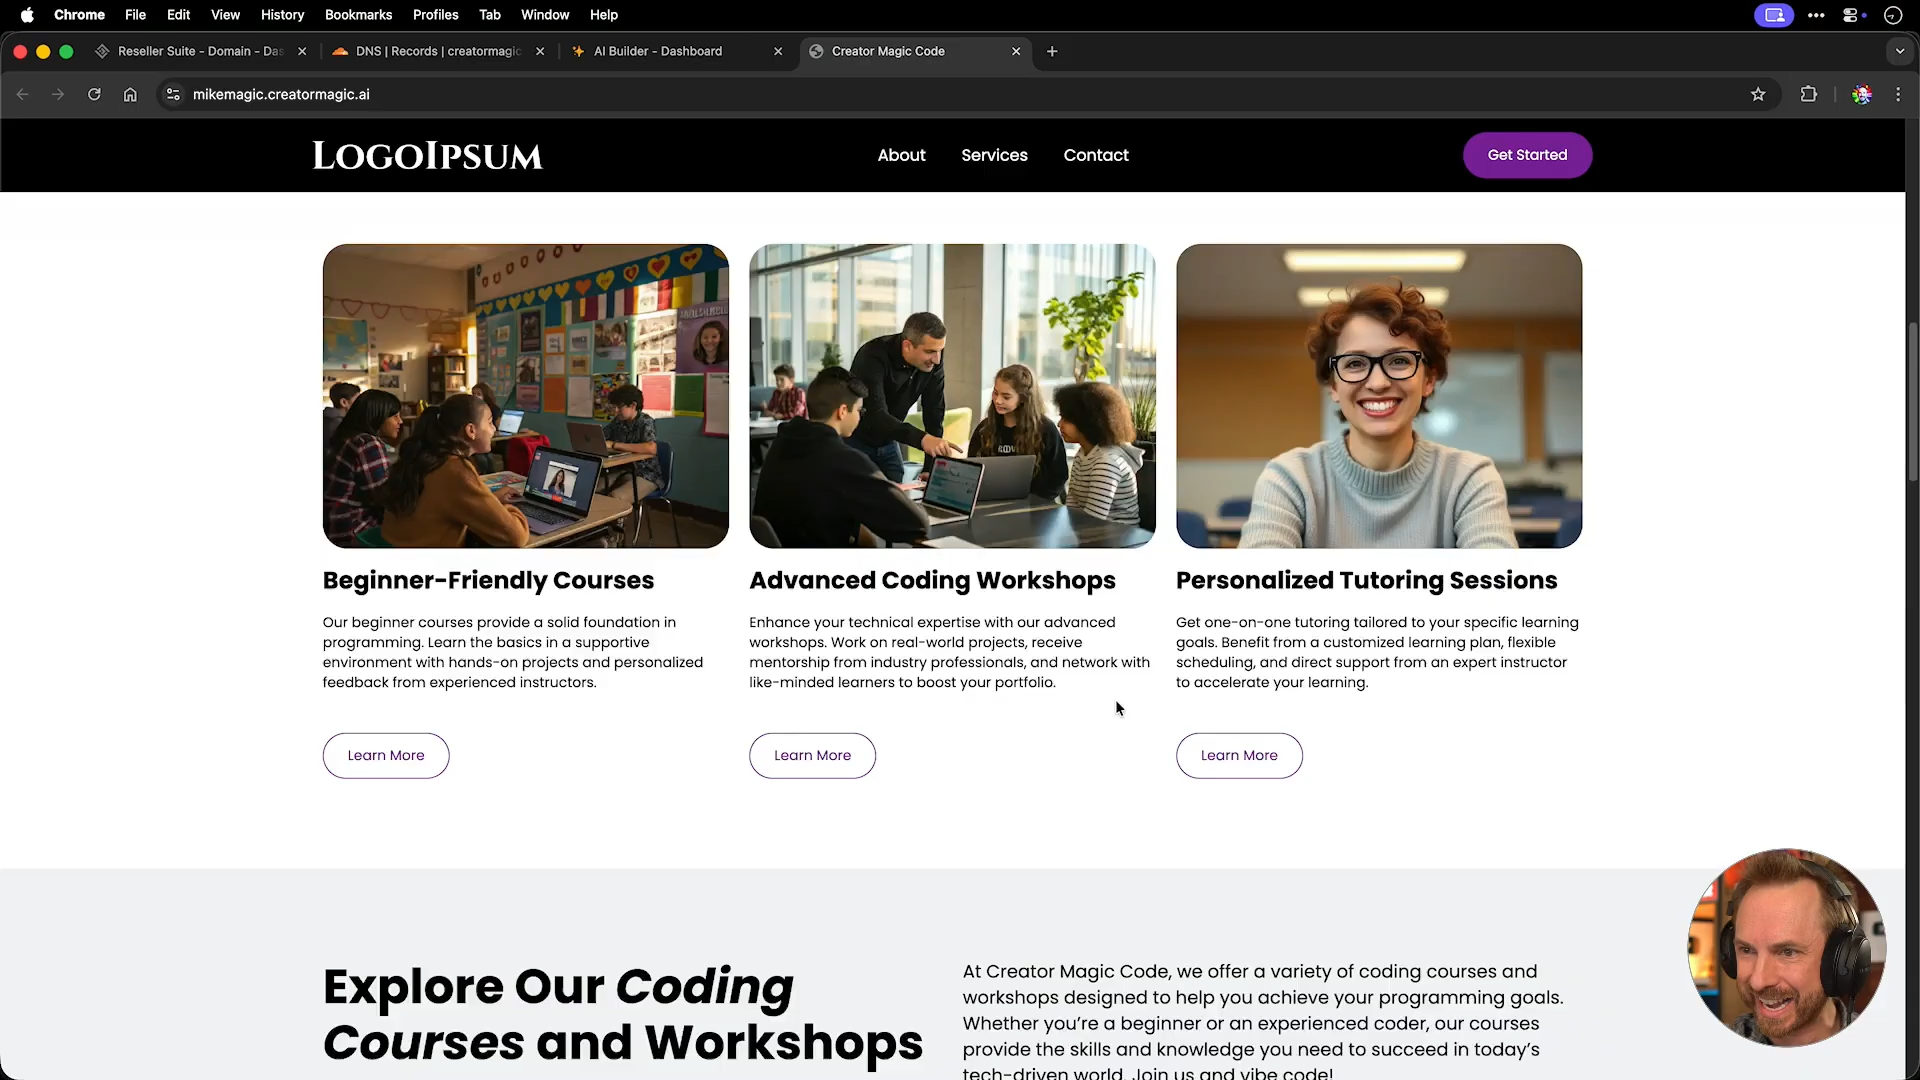 Chrome File Edit View History Bookmarks Profiles Tab Window Help
Reseller Suite - Domain - Das
DNS | Records | creatormagic
AI Builder - Dashboard
Creator Magic Code
mikemagic.creatormagic.ai
LOGOIPSUM
About Services Contact
Get Started
Beginner-Friendly Courses
Our beginner courses provide a solid foundation in
programming. Learn the basics in a supportive
environment with hands-on projects and personalized
feedback from experienced instructors.
Learn More
Advanced Coding Workshops
Enhance your technical expertise with our advanced
workshops. Work on real-world projects, receive
mentorship from industry professionals, and network with
like-minded learners to boost your portfolio.
Learn More
Personalized Tutoring Sessions
Get one-on-one tutoring tailored to your specific learning
goals. Benefit from a customized learning plan, flexible
scheduling, and direct support from an expert instructor
to accelerate your learning.
Learn More
Explore Our Coding
Courses and Workshops
At Creator Magic Code, we offer a variety of coding courses and
workshops designed to help you achieve your programming goals.
Whether you're a beginner or an experienced coder, our courses
provide the skills and knowledge you need to succeed in today's
tech-driven world. Join us and vibe code!